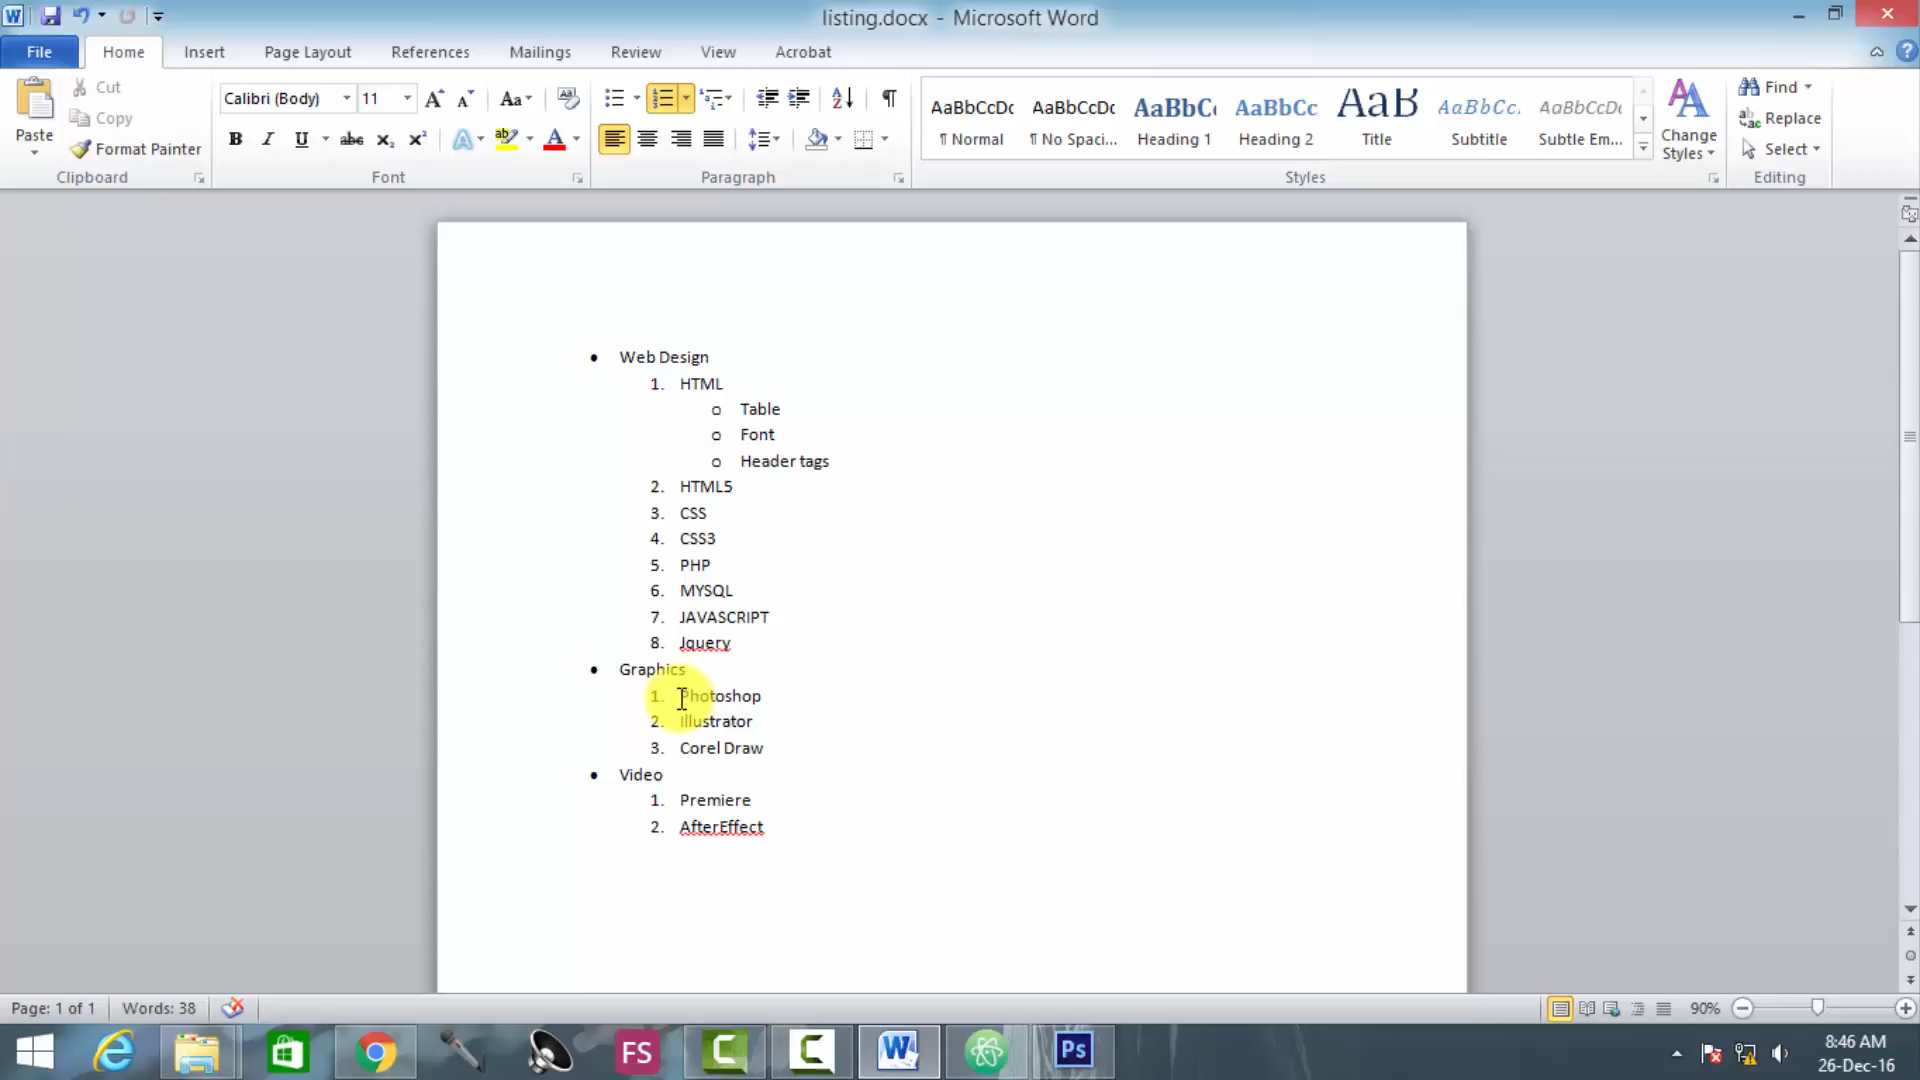 listing.docx - Microsoft Word
File Home Insert Page Layout References Mailings Review View Acrobat
Paste
Cut
Copy
Format Painter
Clipboard
Calibri (Body) 11
Aa
B I U abc X₂ X² A ab A
Font
Paragraph
AaBbCcDc
¶ Normal
AaBbCcDc
¶ No Spaci...
AaBbC
Heading 1
AaBbCc
Heading 2
AaB
Title
AaBbCc.
Subtitle
AaBbCcDc
Subtle Em...
Change
Styles
Styles
Find
Replace
Select
Editing
• Web Design
1. HTML
o Table
o Font
o Header tags
2. HTML5
3. CSS
4. CSS3
5. PHP
6. MYSQL
7. JAVASCRIPT
8. Jquery
• Graphics
1. Photoshop
2. Illustrator
3. Corel Draw
• Video
1. Premiere
2. AfterEffect
Page: 1 of 1 Words: 38 90%
FS C C W Ps
8:46 AM
26-Dec-16